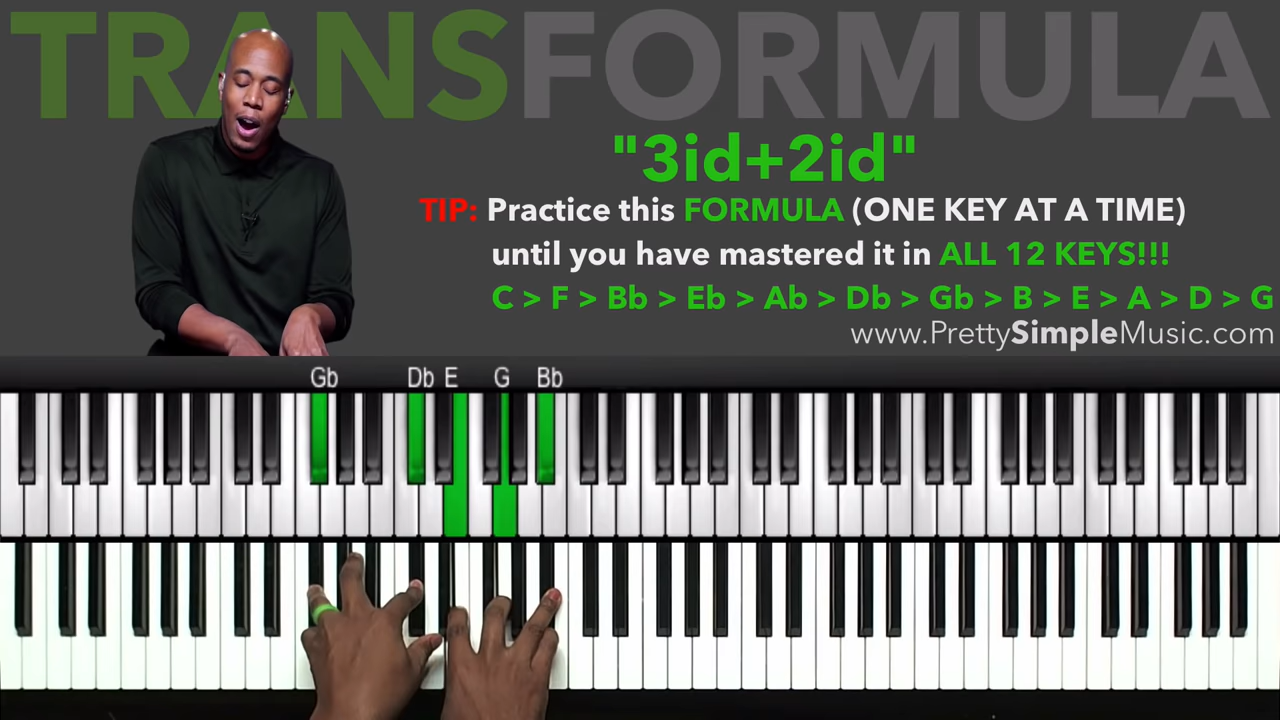 TRANSFORMULA
"3id+2id"
TIP: Practice this FORMULA (ONE KEY AT A TIME)
until you have mastered it in ALL 12 KEYS!!!
C > F > Bb > Eb > Ab > Db > Gb > B > E > A > D > G
www.PrettySimpleMusic.com
Gb Db E G Bb